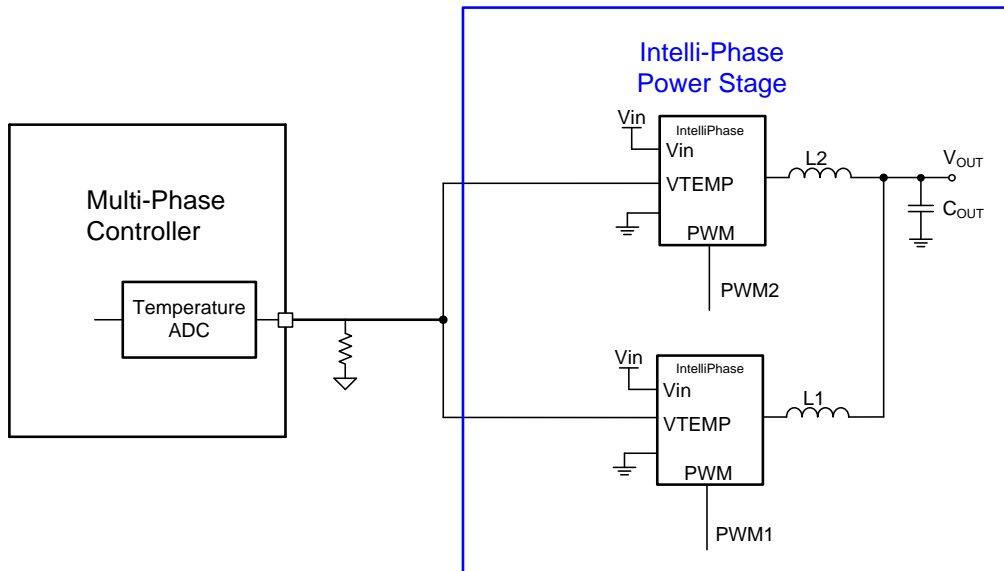 Intelli-Phase
Power Stage
Multi-Phase
Controller
Temperature
ADC
Vin
IntelliPhase
Vin
VTEMP
PWM
PWM2
L2
VOUT
COUT
Vin
IntelliPhase
Vin
VTEMP
PWM
PWM1
L1